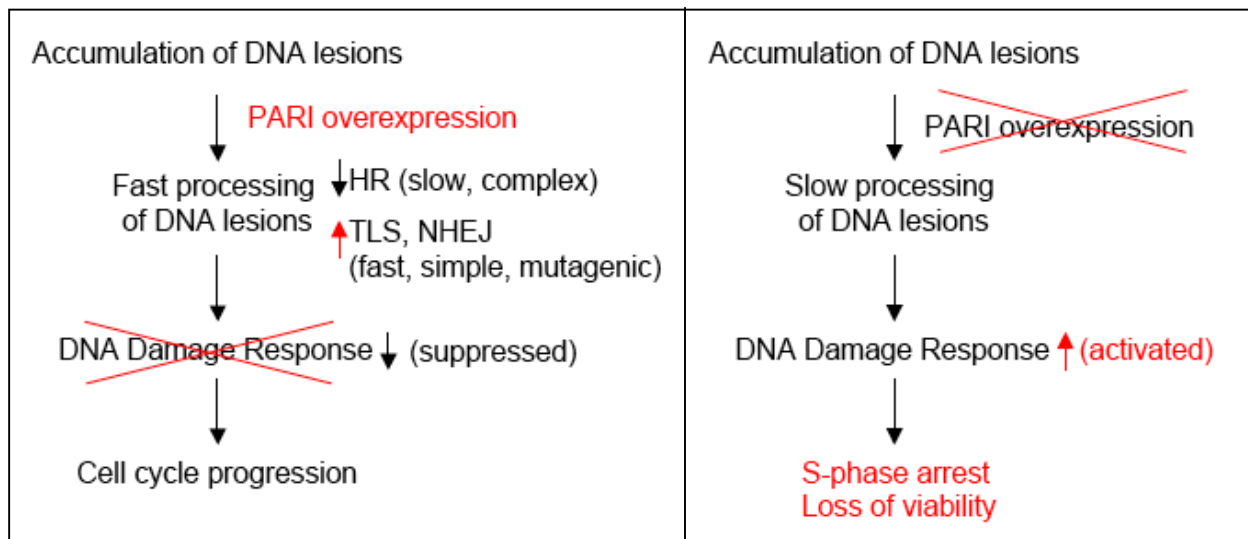 Accumulation of DNA lesions
PARI overexpression
Fast processing
of DNA lesions
HR (slow, complex)
TLS, NHEJ
(fast, simple, mutagenic)
DNA Damage Response
(suppressed)
Cell cycle progression
Accumulation of DNA lesions
PARI overexpression
Slow processing
of DNA lesions
DNA Damage Response
(activated)
S-phase arrest
Loss of viability